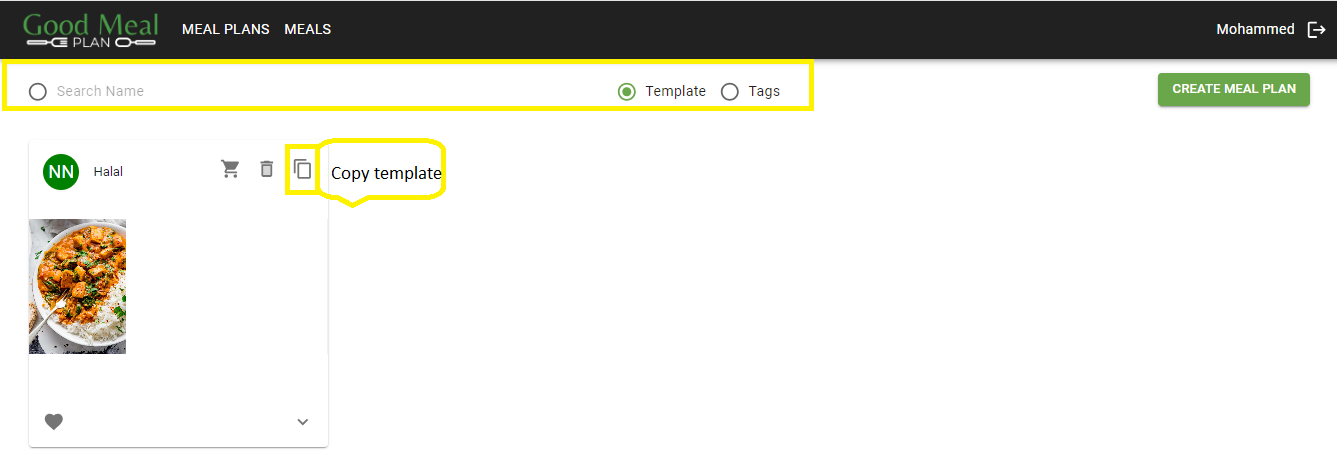 Good Meal
PLAN
MEAL PLANS MEALS
Mohammed
Search Name
Template
Tags
CREATE MEAL PLAN
NN
Halal
Copy template